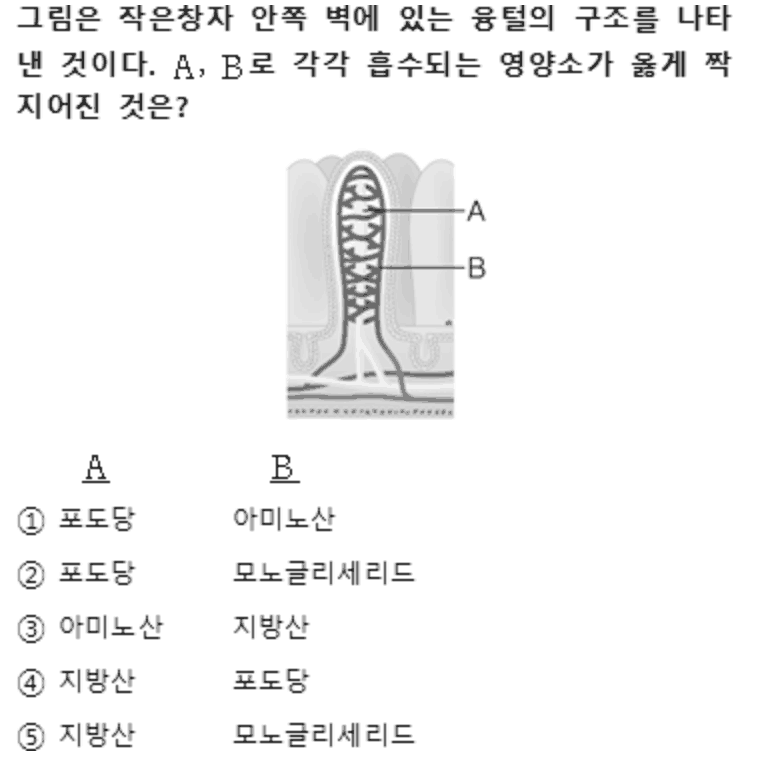 그림은 작은창자 안쪽 벽에 있는 융털의 구조를 나타
낸 것이다. A, B로 각각 흡수되는 영양소가 옳게 짝
지어진 것은?
A
B
A B
① 포도당 아미노산
② 포도당 모노글리세리드
③ 아미노산 지방산
④ 지방산 포도당
⑤ 지방산 모노글리세리드